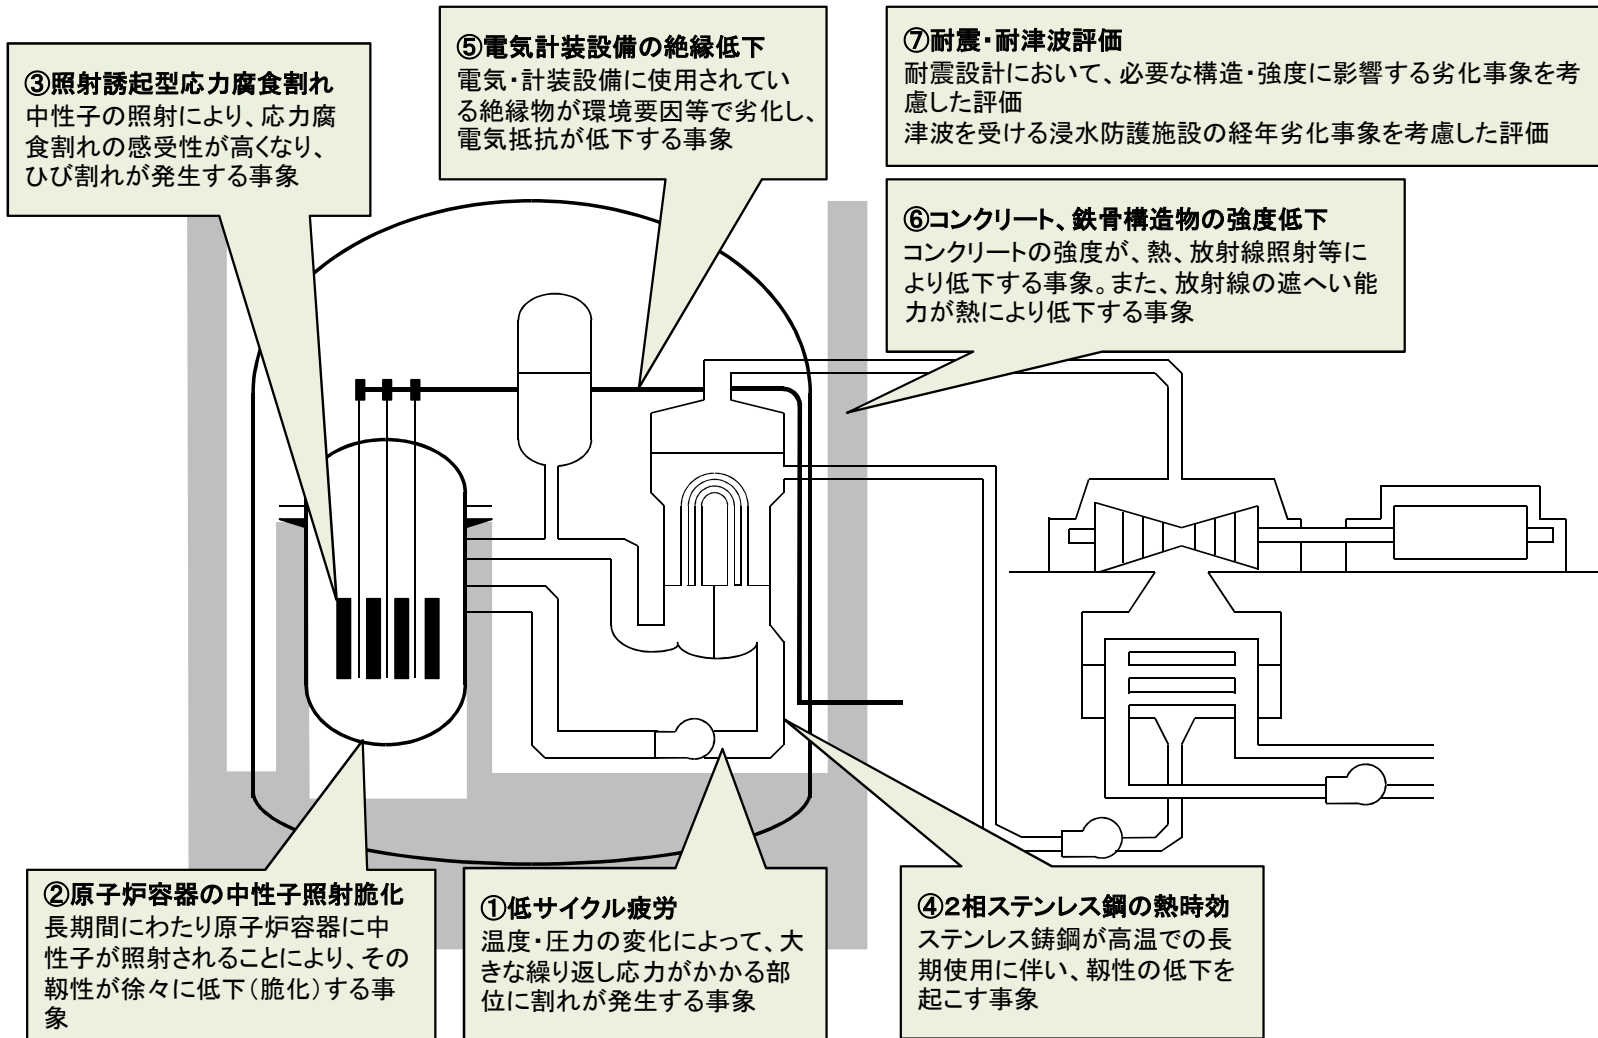 ③照射誘起型応力腐食割れ
中性子の照射により、応力腐
食割れの感受性が高くなり、
ひび割れが発生する事象
⑤電気計装設備の絶縁低下
電気・計装設備に使用されてい
る絶縁物が環境要因等で劣化し、
電気抵抗が低下する事象
⑦耐震・耐津波評価
耐震設計において、必要な構造・強度に影響する劣化事象を考
慮した評価
津波を受ける浸水防護施設の経年劣化事象を考慮した評価
⑥コンクリート、鉄骨構造物の強度低下
コンクリートの強度が、熱、放射線照射等に
より低下する事象。また、放射線の遮へい能
力が熱により低下する事象
②原子炉容器の中性子照射脆化
長期間にわたり原子炉容器に中
性子が照射されることにより、その
靱性が徐々に低下（脆化）する事
象
①低サイクル疲労
温度・圧力の変化によって、大
きな繰り返し応力がかかる部
位に割れが発生する事象
④２相ステンレス鋼の熱時効
ステンレス鋳鋼が高温での長
期使用に伴い、靱性の低下を
起こす事象